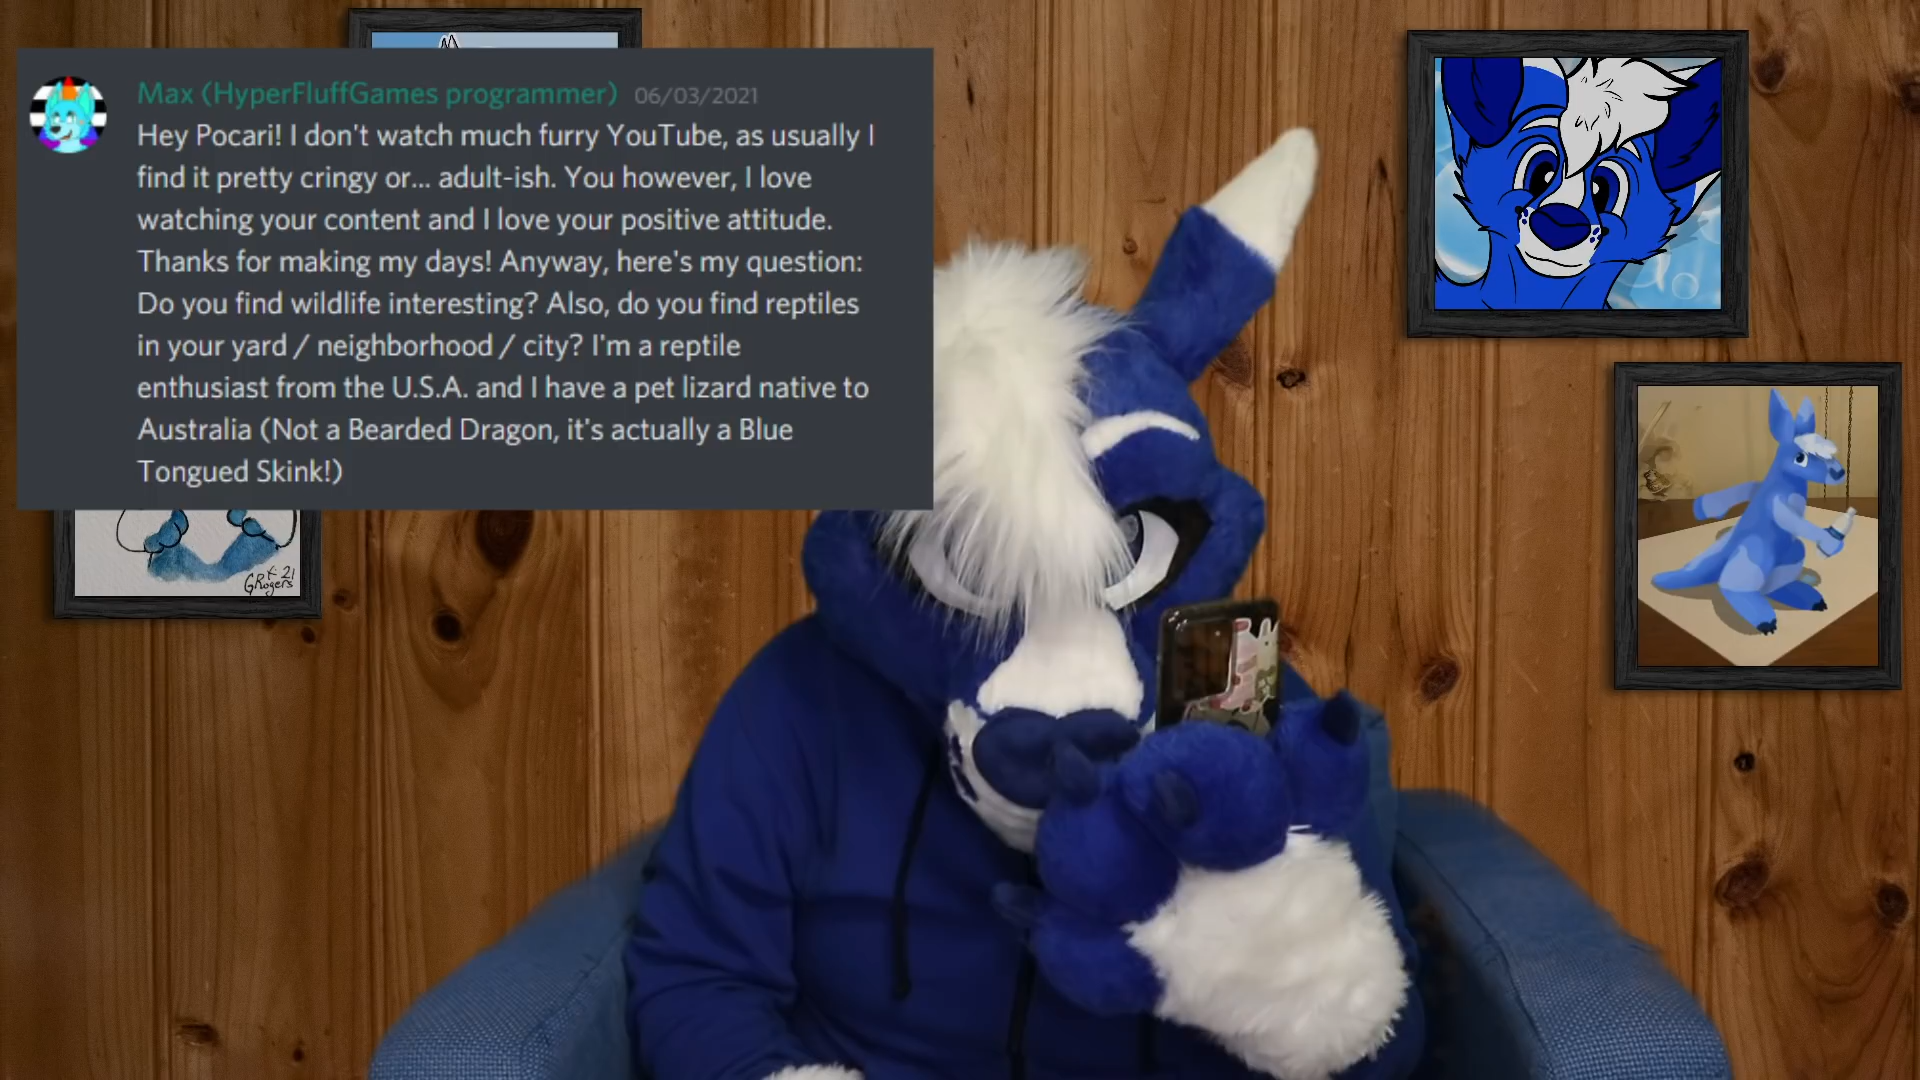 Max (HyperFluffGames programmer) 06/03/2021
Hey Pocari! I don't watch much furry YouTube, as usually I
find it pretty cringy or... adult-ish. You however, I love
watching your content and I love your positive attitude.
Thanks for making my days! Anyway, here's my question:
Do you find wildlife interesting? Also, do you find reptiles
in your yard / neighborhood / city? I'm a reptile
enthusiast from the U.S.A. and I have a pet lizard native to
Australia (Not a Bearded Dragon, it's actually a Blue
Tongued Skink!)
GRogers
21